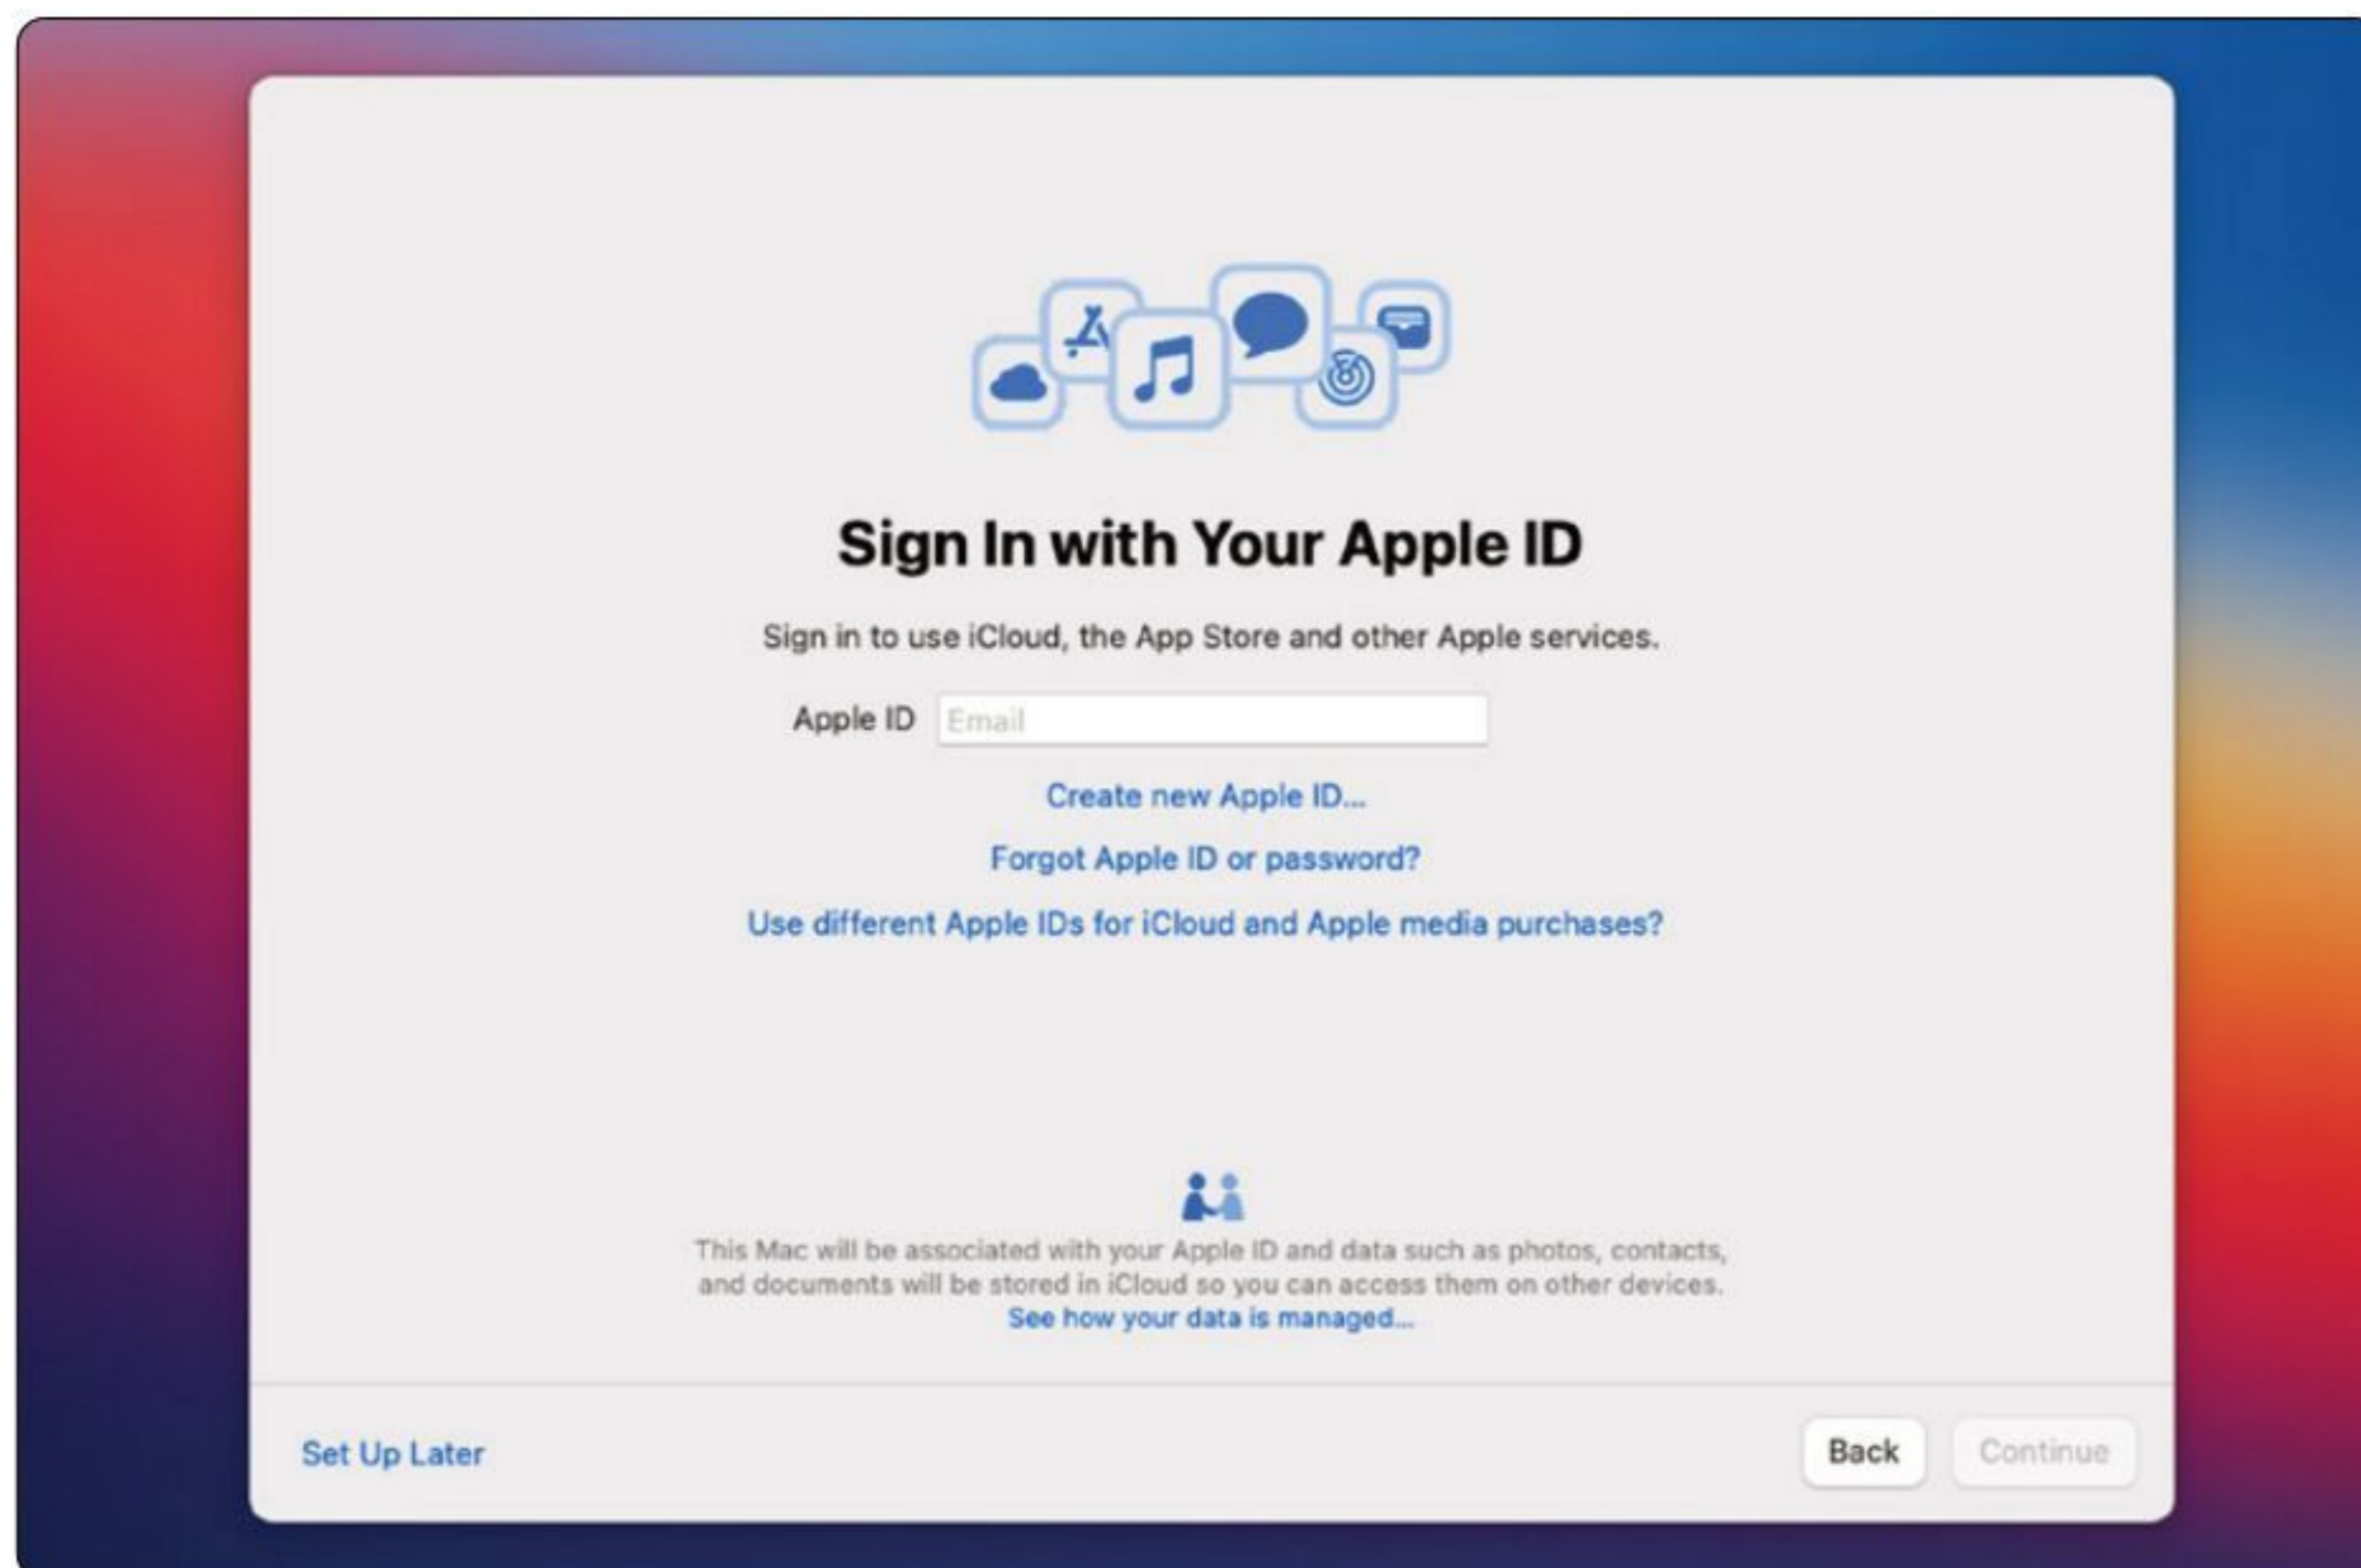 Sign In with Your Apple ID
Sign in to use iCloud, the App Store and other Apple services.
Apple ID Email
Create new Apple ID...
Forgot Apple ID or password?
Use different Apple IDs for iCloud and Apple media purchases?
This Mac will be associated with your Apple ID and data such as photos, contacts,
and documents will be stored in iCloud so you can access them on other devices.
See how your data is managed...
Set Up Later Back Continue